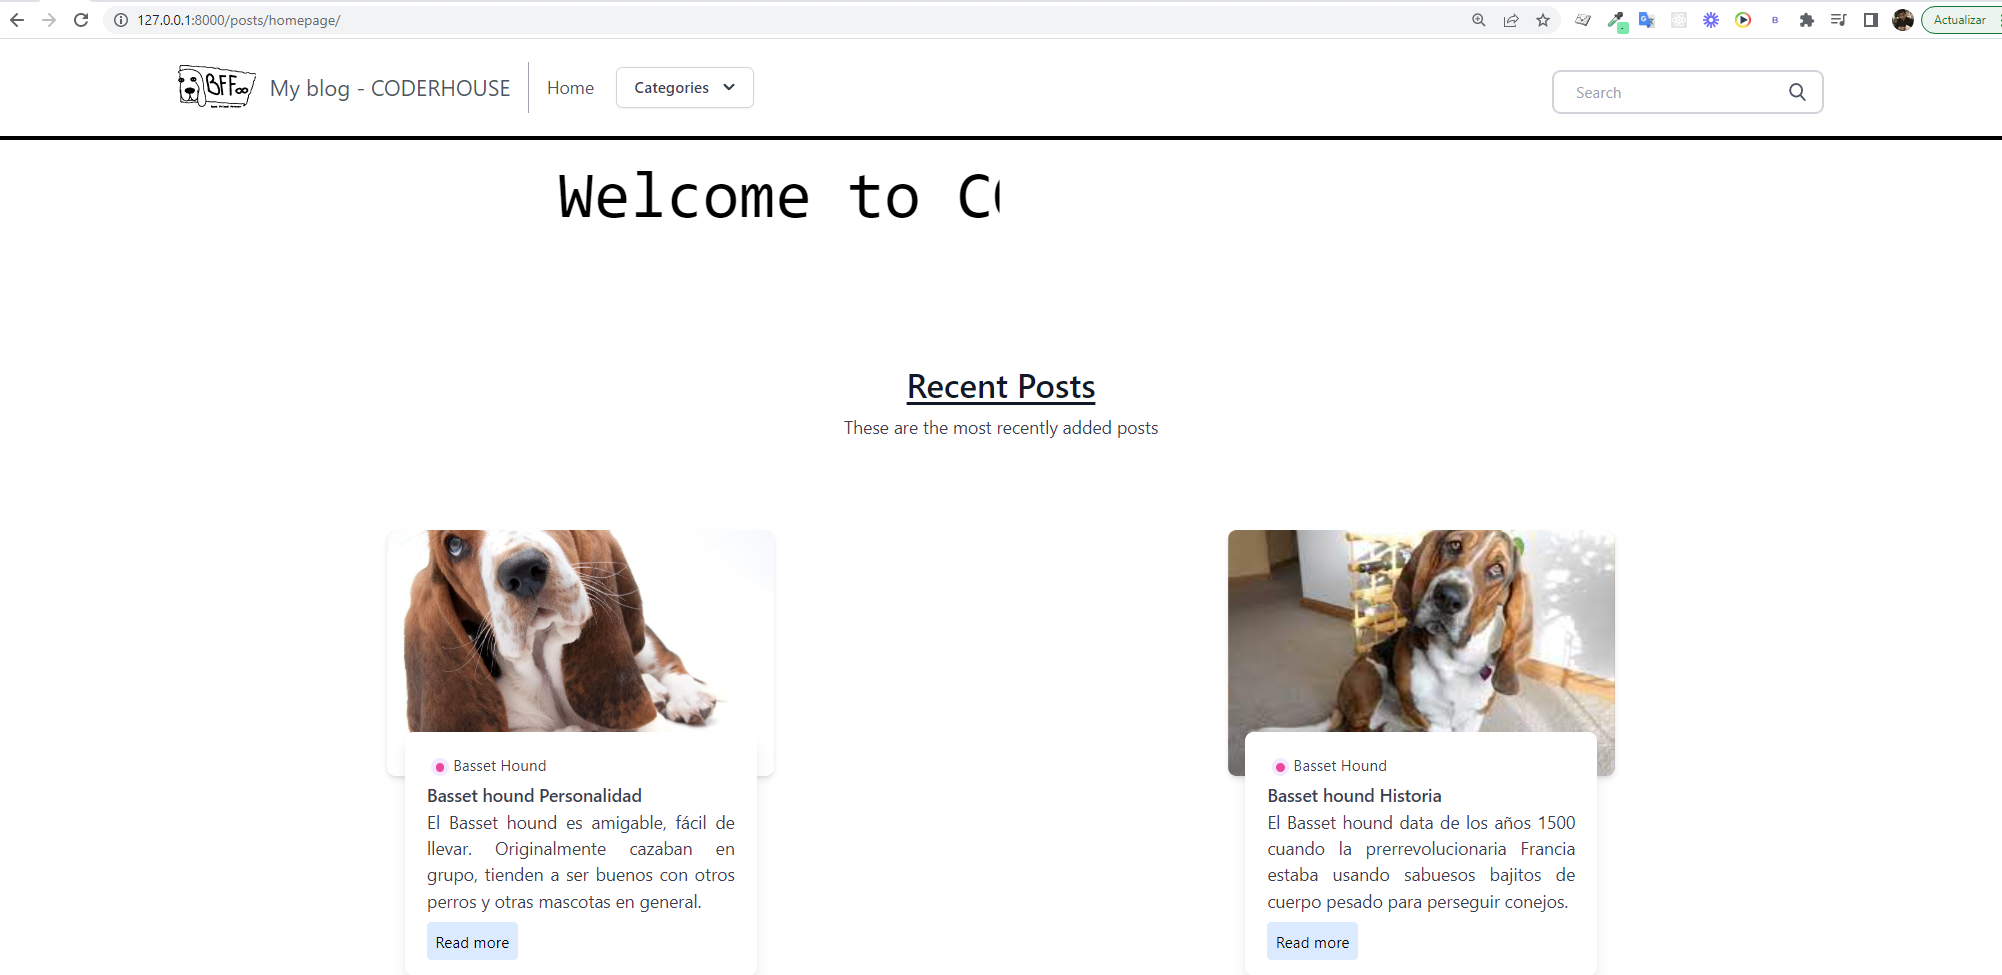 127.0.0.1:8000/posts/homepage/
Actualizar
BFF
My blog - CODERHOUSE
Home
Categories
Search
Welcome to CO
Recent Posts
These are the most recently added posts
Basset Hound
Basset hound Personalidad
El Basset hound es amigable, fácil de
llevar. Originalmente cazaban en
grupo, tienden a ser buenos con otros
perros y otras mascotas en general.
Read more
Basset Hound
Basset hound Historia
El Basset hound data de los años 1500
cuando la prerrevolucionaria Francia
estaba usando sabuesos bajitos de
cuerpo pesado para perseguir conejos.
Read more